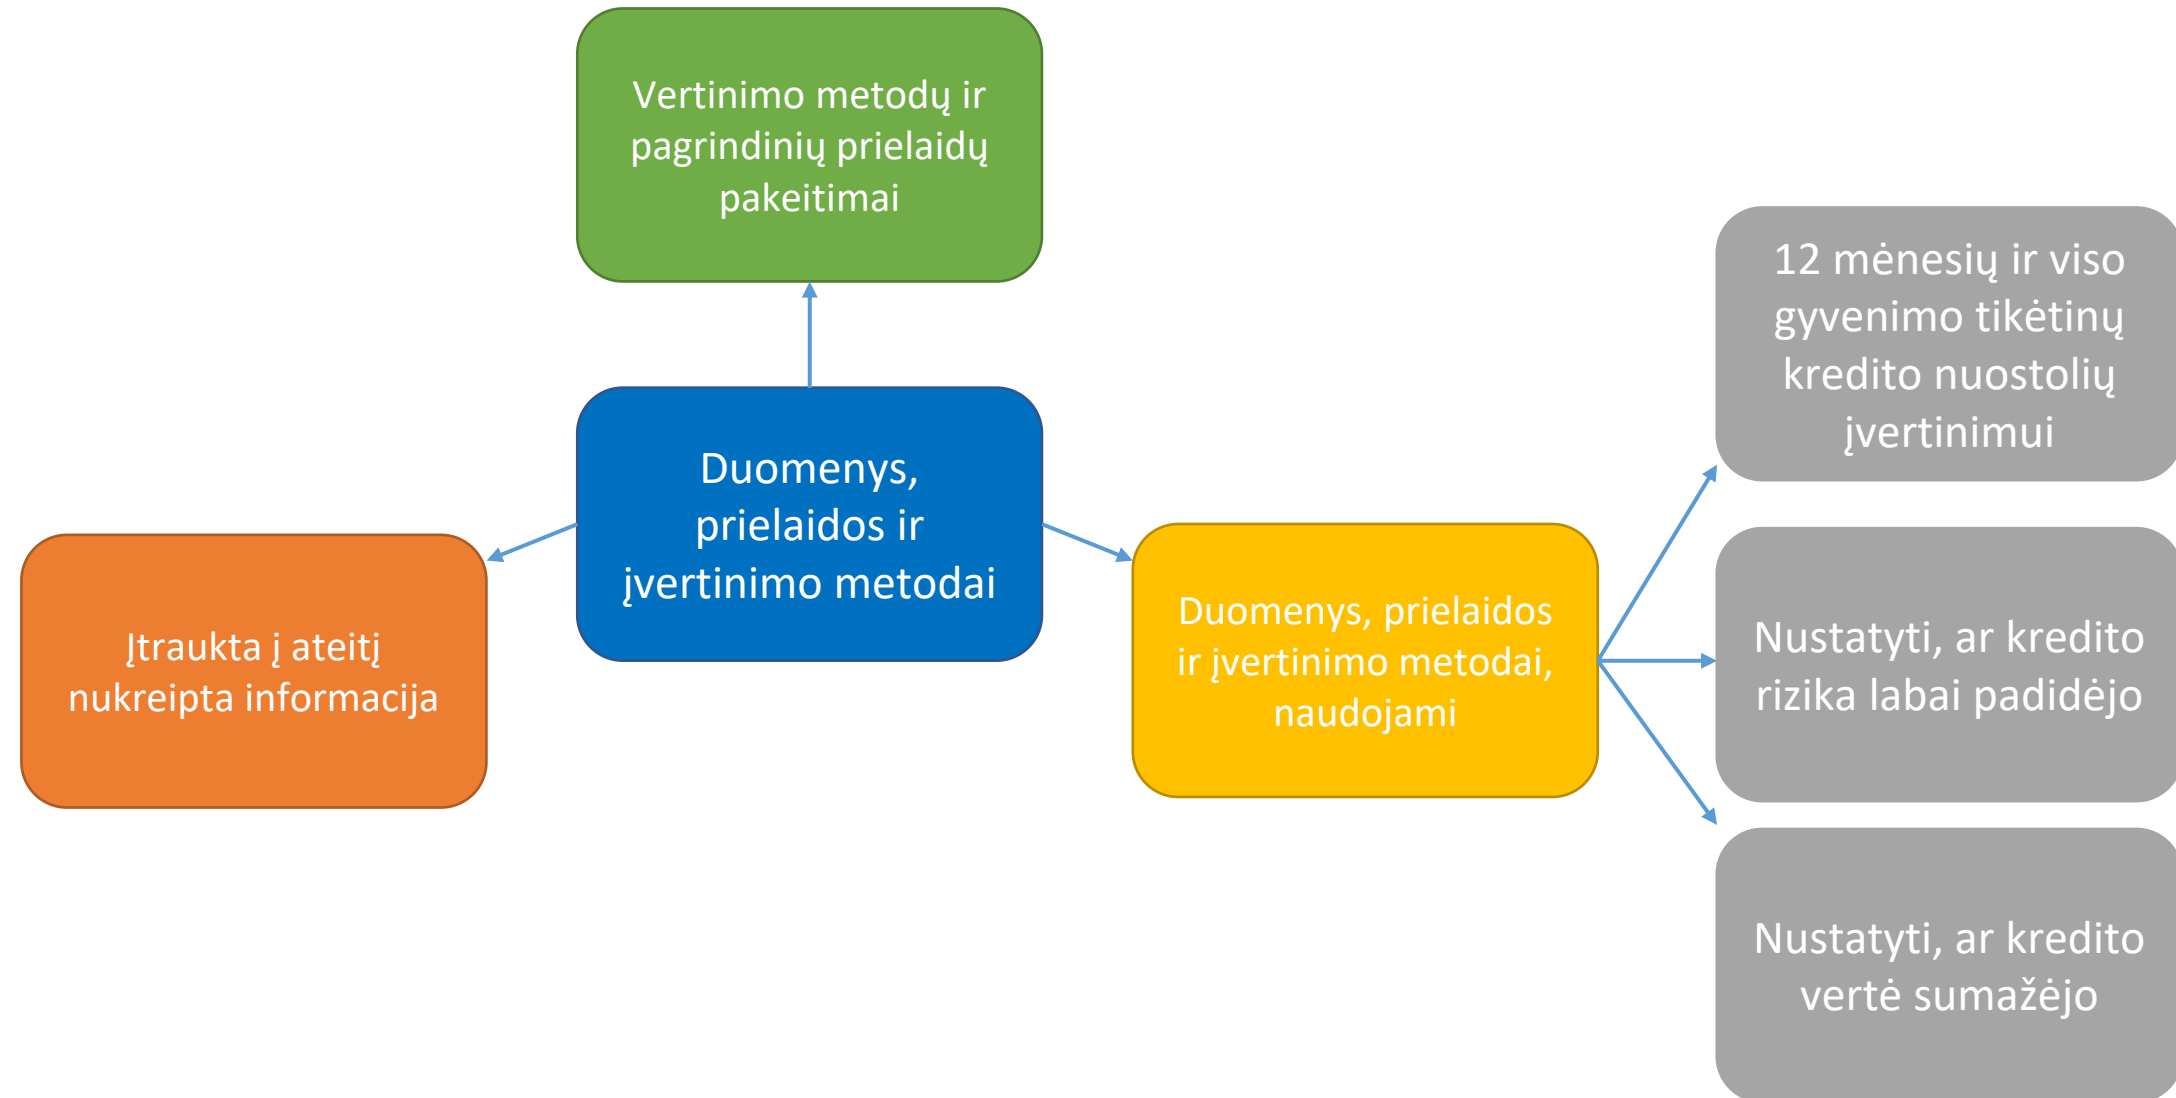 Vertinimo metodų ir
pagrindinių prielaidų
pakeitimai
Duomenys,
prielaidos ir
įvertinimo metodai
Įtraukta į ateitį
nukreipta informacija
Duomenys, prielaidos
ir įvertinimo metodai,
naudojami
12 mėnesių ir viso
gyvenimo tikėtinų
kredito nuostolių
įvertinimui
Nustatyti, ar kredito
rizika labai padidėjo
Nustatyti, ar kredito
vertė sumažėjo